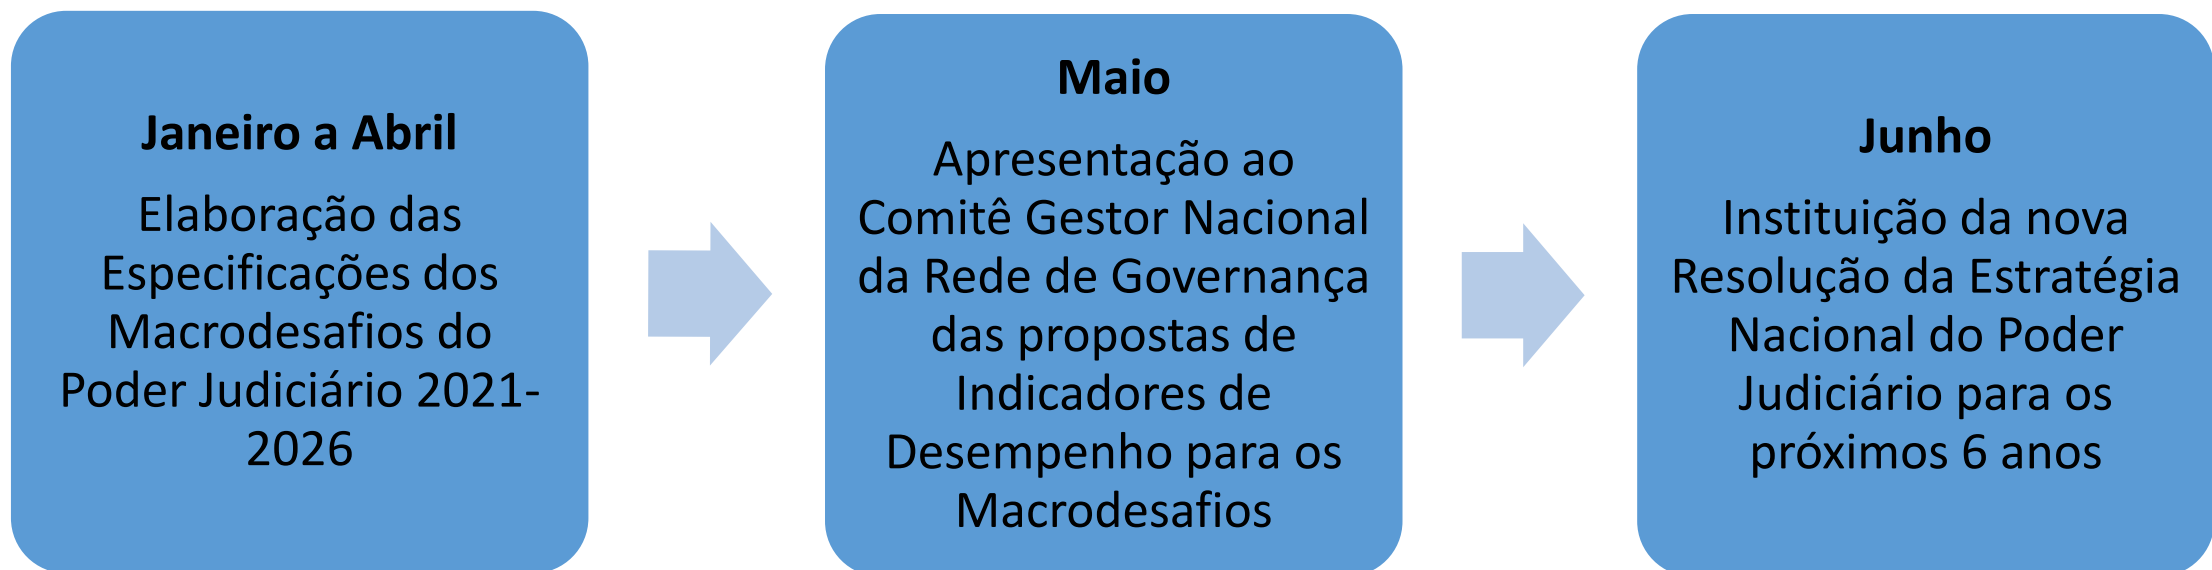 Janeiro a Abril
Elaboração das
Especificações dos
Macrodesafios do
Poder Judiciário 2021-
2026
Maio
Apresentação ao
Comitê Gestor Nacional
da Rede de Governança
das propostas de
Indicadores de
Desempenho para os
Macrodesafios
Junho
Instituição da nova
Resolução da Estratégia
Nacional do Poder
Judiciário para os
próximos 6 anos